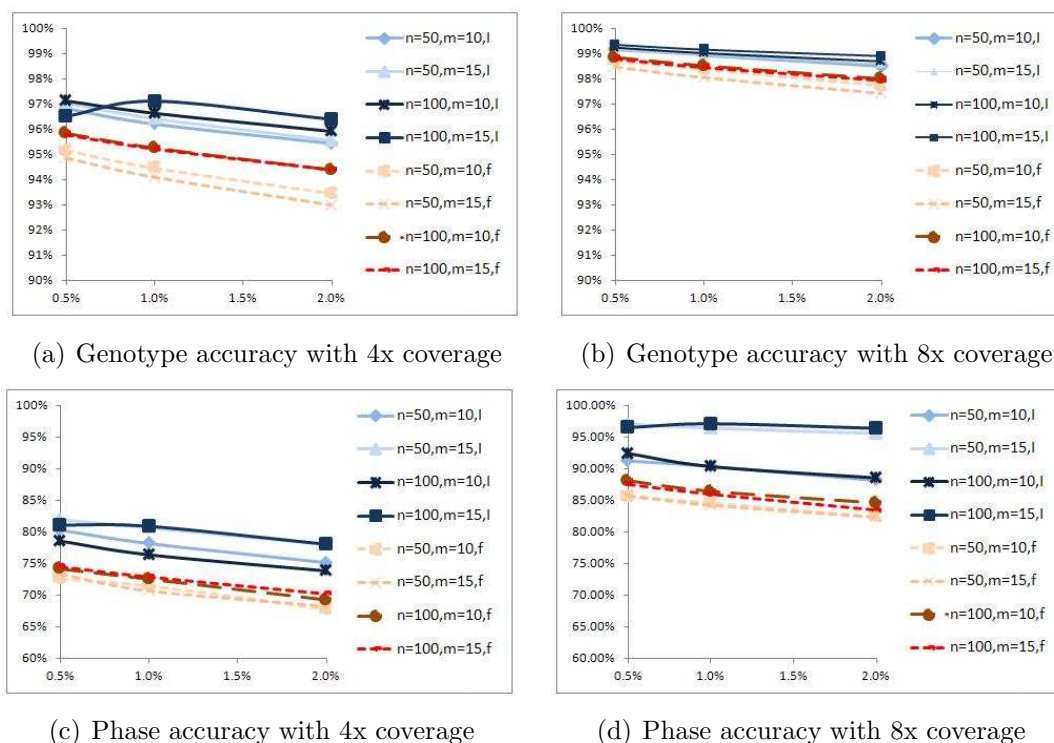 100%
99%
98%
97%
96%
95%
94%
93%
92%
91%
90%
0.5% 1.0% 1.5% 2.0%
n=50,m=10,I
n=50,m=15,I
n=100,m=10,I
n=100,m=15,I
n=50,m=10,f
n=50,m=15,f
n=100,m=10,f
n=100,m=15,f
(a) Genotype accuracy with 4x coverage
100%
99%
98%
97%
96%
95%
94%
93%
92%
91%
90%
0.5% 1.0% 1.5% 2.0%
n=50,m=10,I
n=50,m=15,I
n=100,m=10,I
n=100,m=15,I
n=50,m=10,f
n=50,m=15,f
n=100,m=10,f
n=100,m=15,f
(b) Genotype accuracy with 8x coverage
100%
95%
90%
85%
80%
75%
70%
65%
60%
0.5% 1.0% 1.5% 2.0%
n=50,m=10,I
n=50,m=15,I
n=100,m=10,I
n=100,m=15,I
n=50,m=10,f
n=50,m=15,f
n=100,m=10,f
n=100,m=15,f
(c) Phase accuracy with 4x coverage
100.00%
95.00%
90.00%
85.00%
80.00%
75.00%
70.00%
65.00%
60.00%
0.5% 1.0% 1.5% 2.0%
n=50,m=10,I
n=50,m=15,I
n=100,m=10,I
n=100,m=15,I
n=50,m=10,f
n=50,m=15,f
n=100,m=10,f
n=100,m=15,f
(d) Phase accuracy with 8x coverage